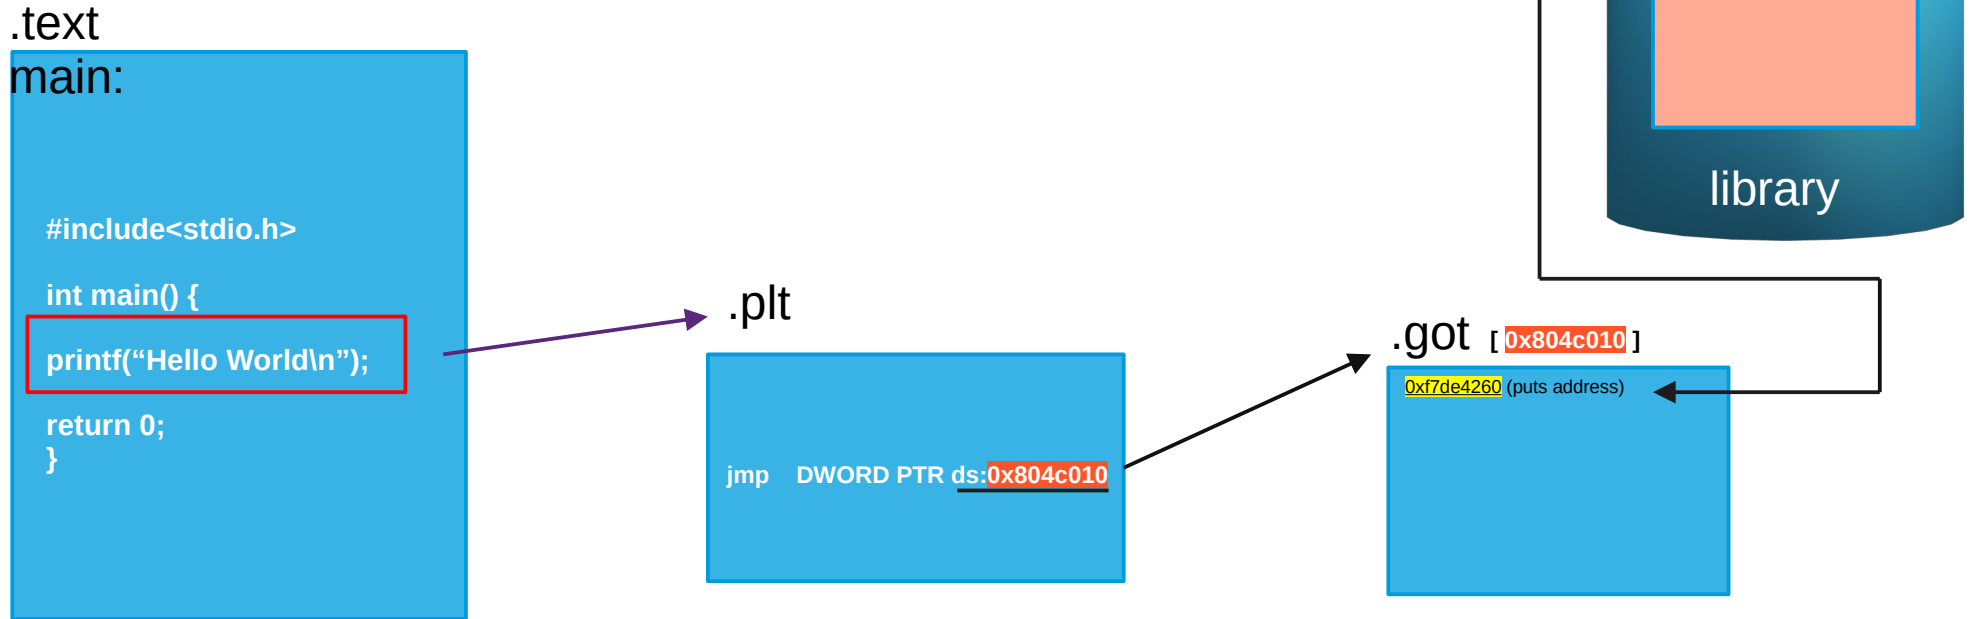 .text
main:
#include<stdio.h>
int main() {
printf(“Hello World\n”);
return 0;
}
.plt
jmp DWORD PTR ds:0x804c010
.got [ 0x804c010 ]
0xf7de4260 (puts address)
library